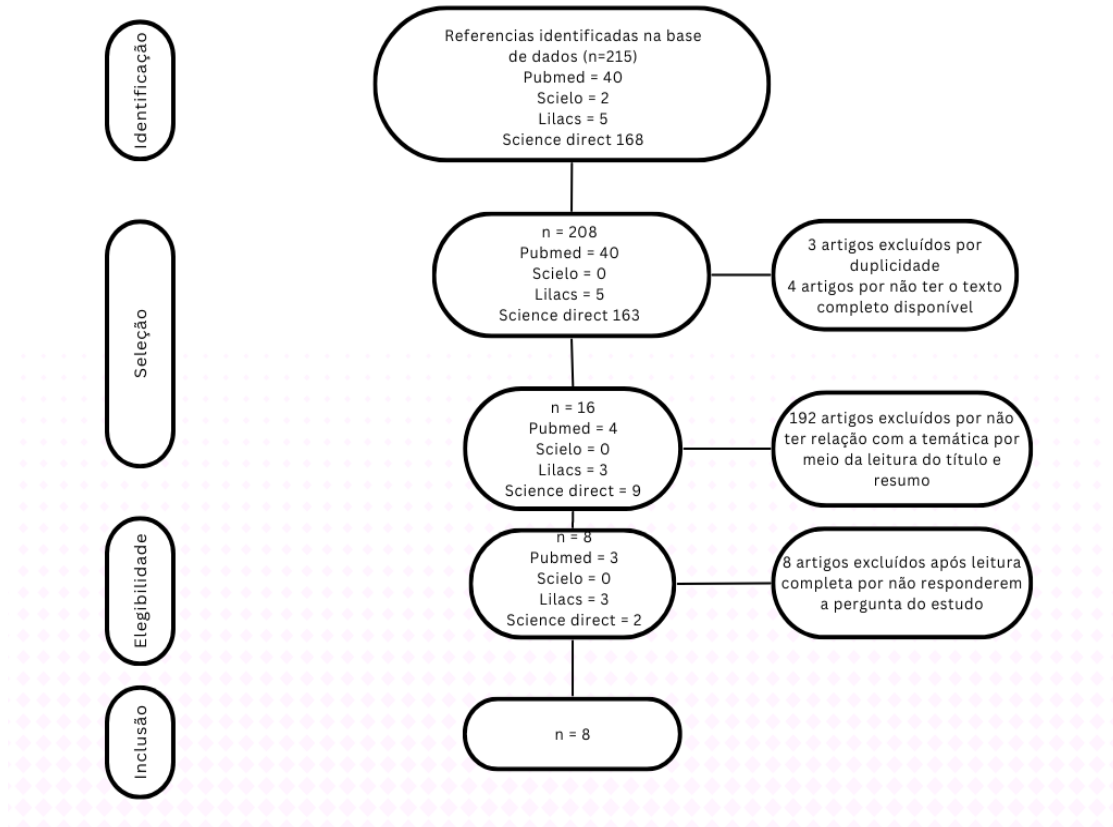 Identificação
Referencias identificadas na base
de dados (n=215)
Pubmed = 40
Scielo = 2
Lilacs = 5
Science direct 168
Seleção
n = 208
Pubmed = 40
Scielo = 0
Lilacs = 5
Science direct 163
3 artigos excluídos por
duplicidade
4 artigos por não ter o texto
completo disponível
n = 16
Pubmed = 4
Scielo = 0
Lilacs = 3
Science direct = 9
192 artigos excluídos por não
ter relação com a temática por
meio da leitura do título e
resumo
Elegibilidade
n = 8
Pubmed = 3
Scielo = 0
Lilacs = 3
Science direct = 2
8 artigos excluídos após leitura
completa por não responderem
a pergunta do estudo
Inclusão
n = 8